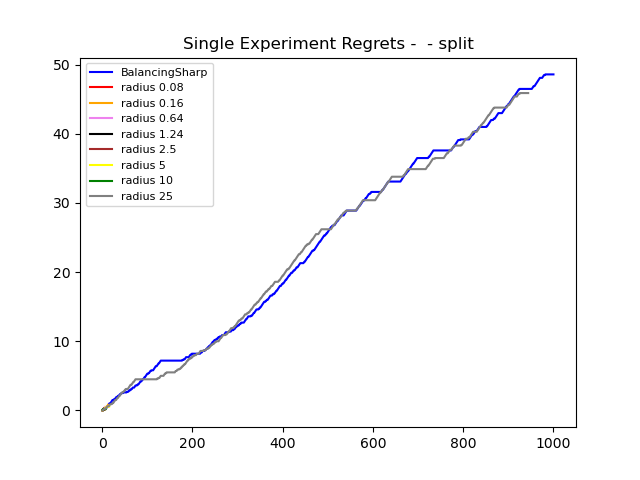 Single Experiment Regrets -  - split
50
40
30
20
10
0
BalancingSharp
radius 0.08
radius 0.16
radius 0.64
radius 1.24
radius 2.5
radius 5
radius 10
radius 25
0 200 400 600 800 1000